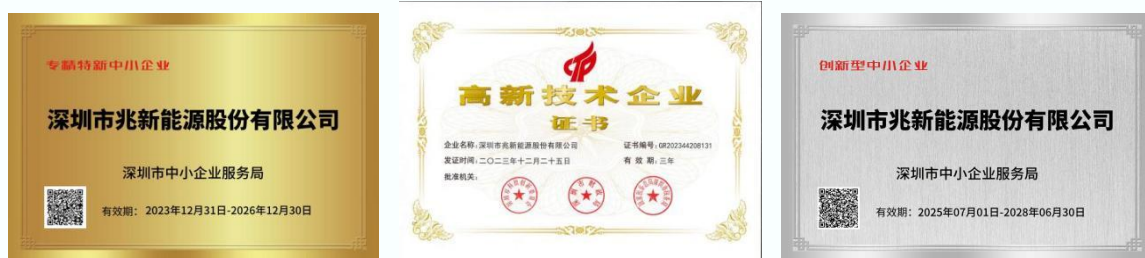 专精特新中小企业
深圳市兆新能源股份有限公司
深圳市中小企业服务局
有效期：2023年12月31日-2026年12月30日
高新技术企业
证书
企业名称：深圳市兆新能源股份有限公司
证书编号：GR202344208131
发证时间：二〇二三年十二月二十五日
有效期：三年
批准机关：
创新型中小企业
深圳市兆新能源股份有限公司
深圳市中小企业服务局
有效期：2025年07月01日-2028年06月30日